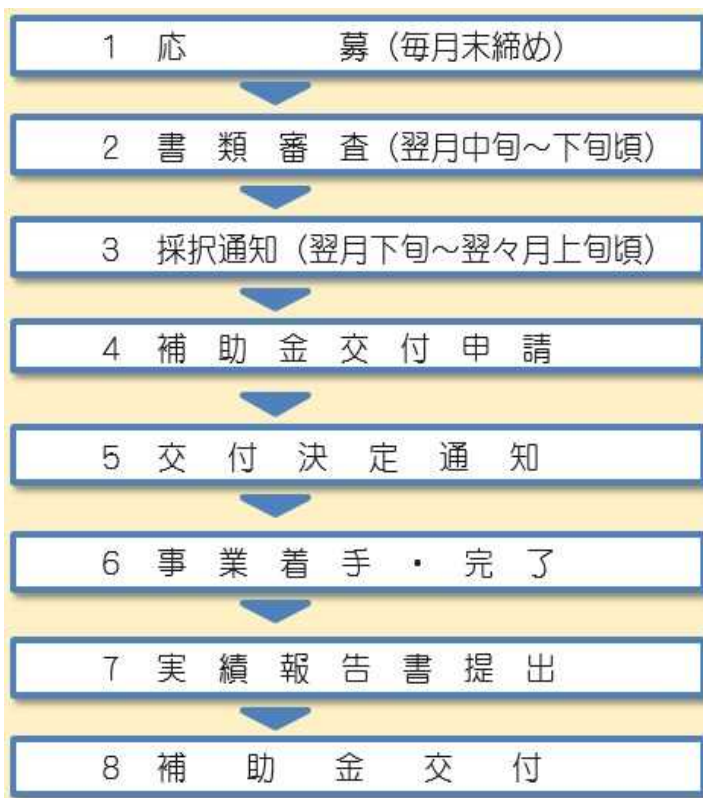 1 応募（毎月末締め）
2 書類審査（翌月中旬～下旬頃）
3 採択通知（翌月下旬～翌々月上旬頃）
4 補助金交付申請
5 交付決定通知
6 事業着手・完了
7 実績報告書提出
8 補助金交付